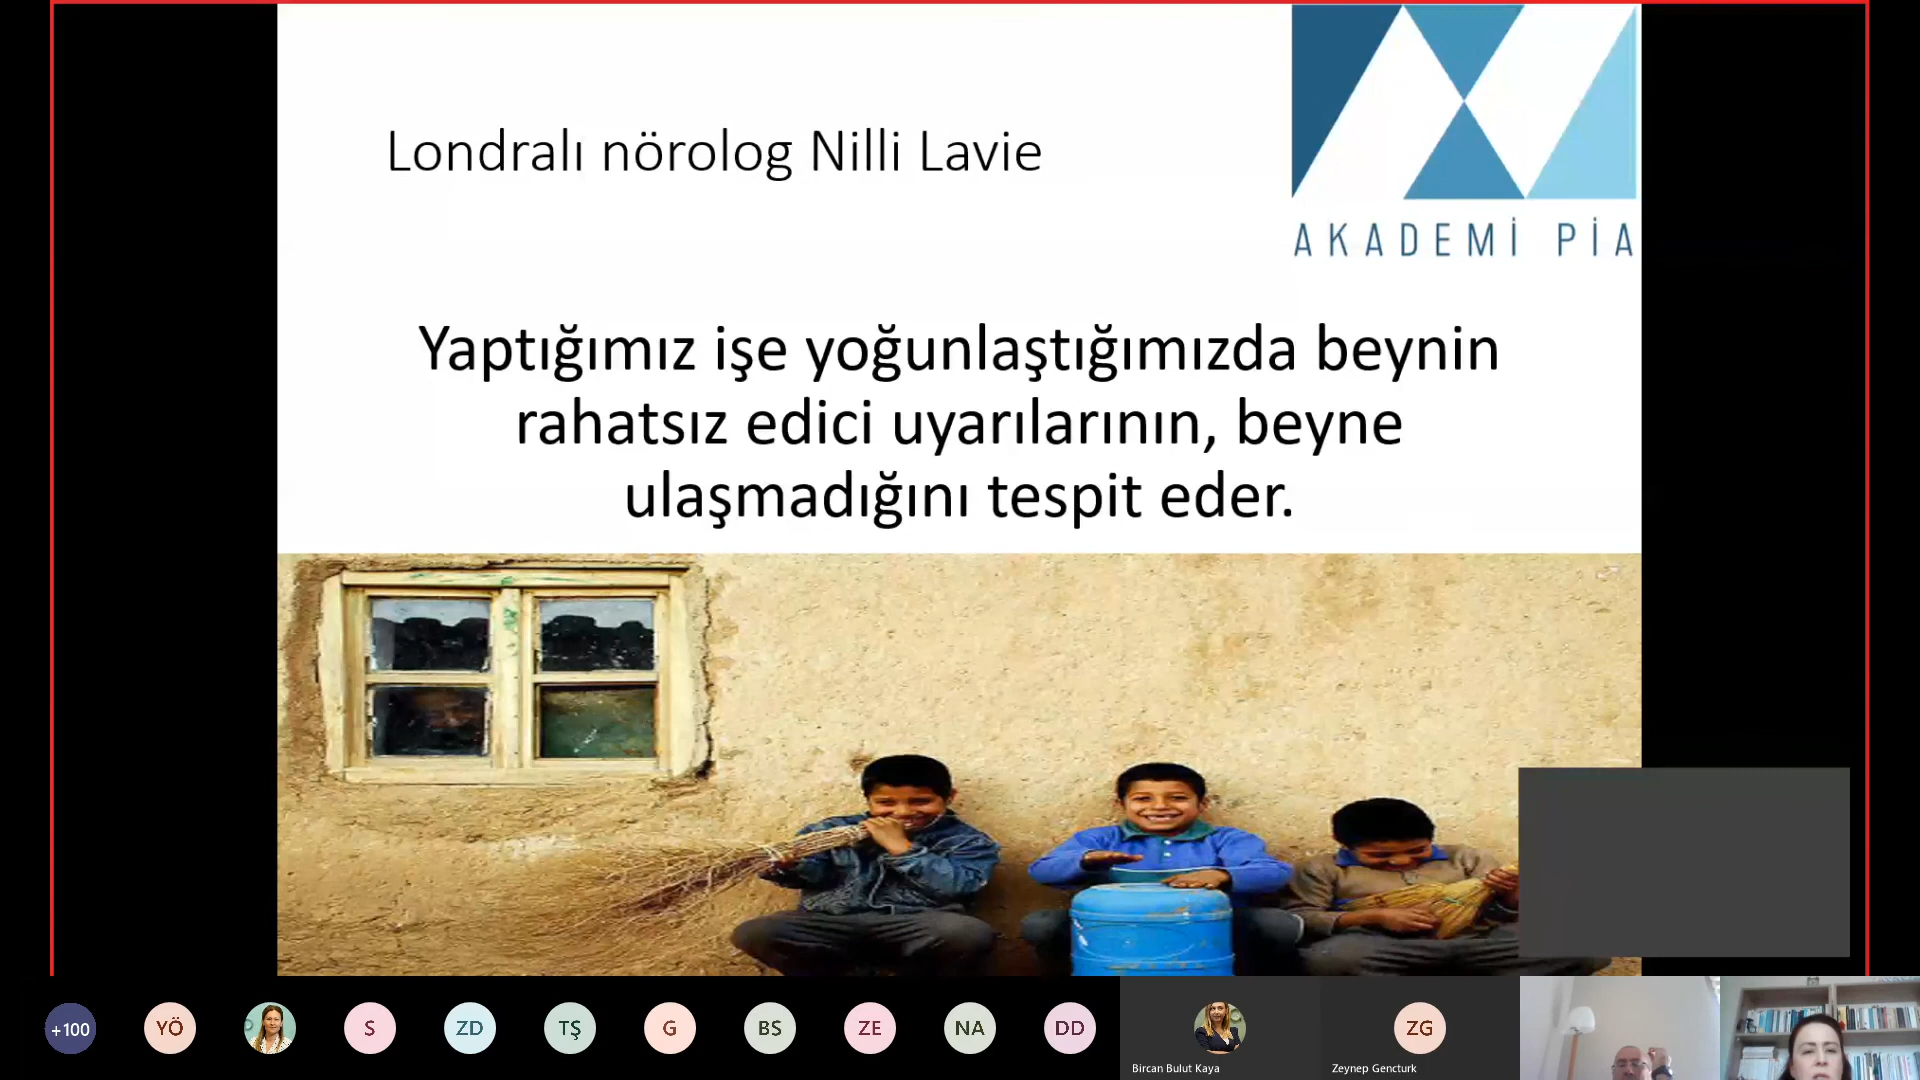 Londralı nörolog Nilli Lavie
AKADEMİ PİA
Yaptığımız işe yoğunlaştığımızda beynin
rahatsız edici uyarılarının, beyne
ulaşmadığını tespit eder.
+100
YÖ
S
ZD
TŞ
G
BS
ZE
NA
DD
ZG
Bircan Bulut Kaya
Zeynep Gencturk